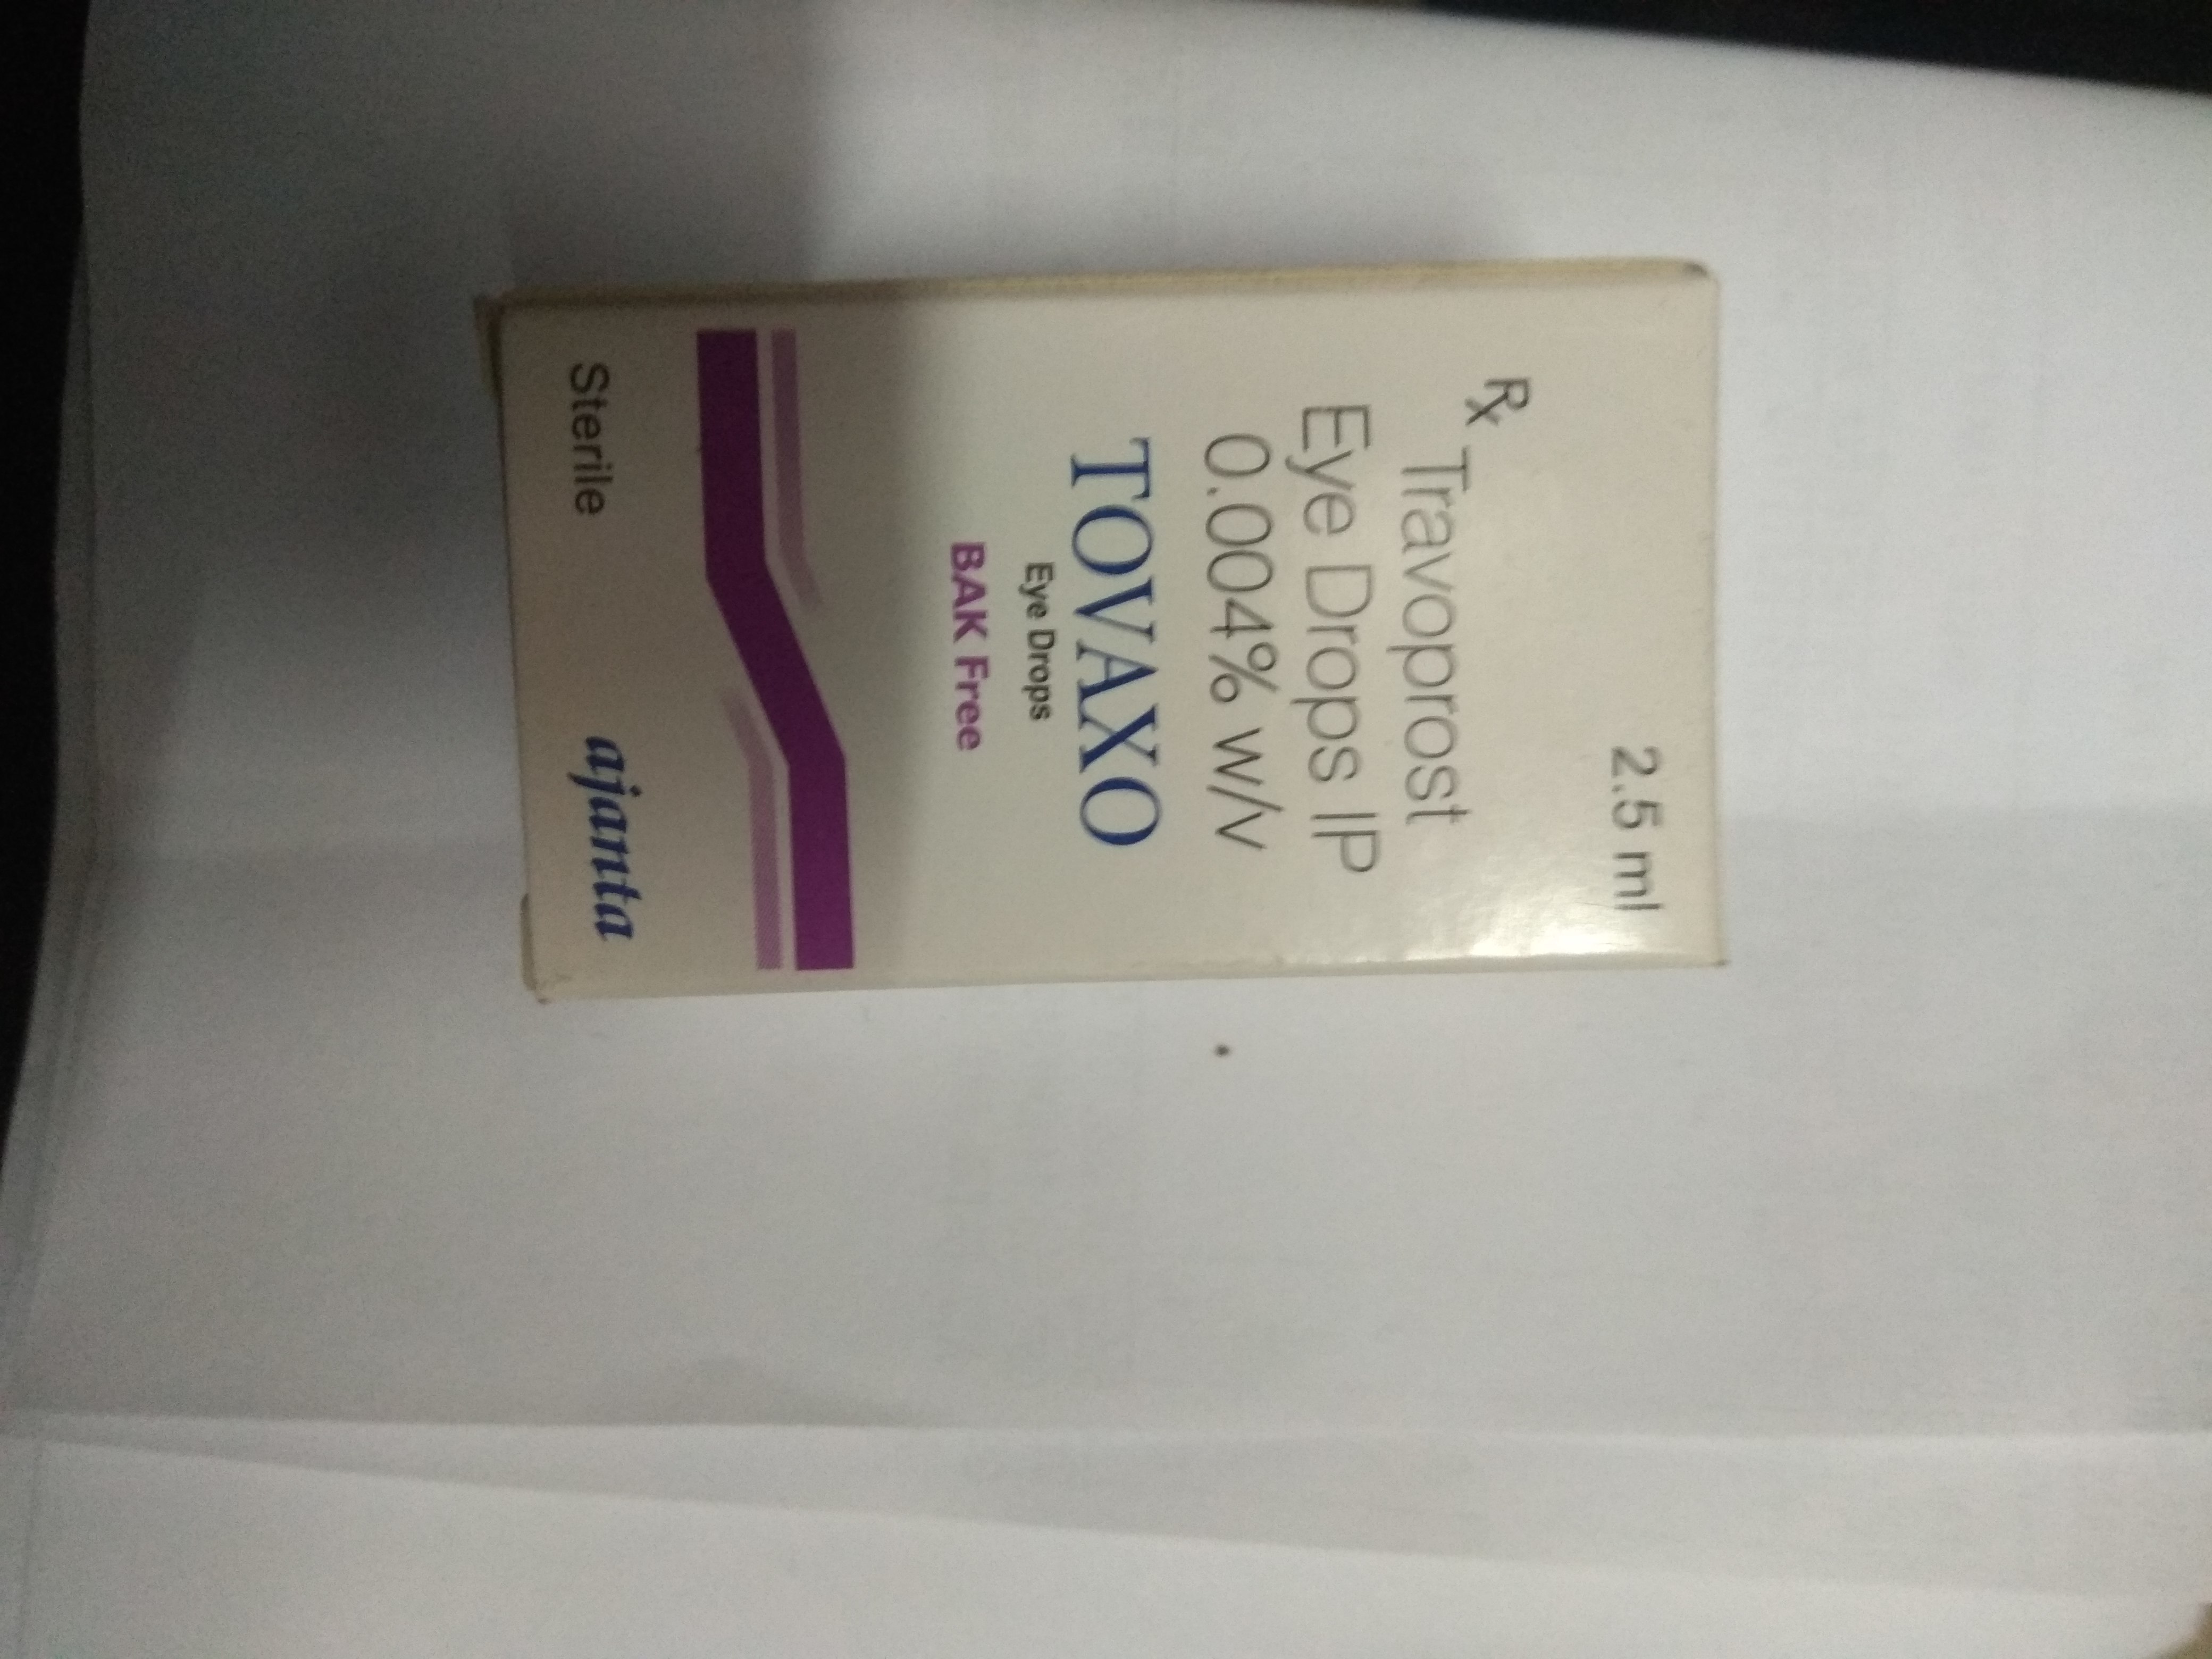 2.5 ml
Rx
Travoprost
Eye Drops IP
0.004% w/v
TOVAXO
Eye Drops
BAK Free
Sterile ajanta